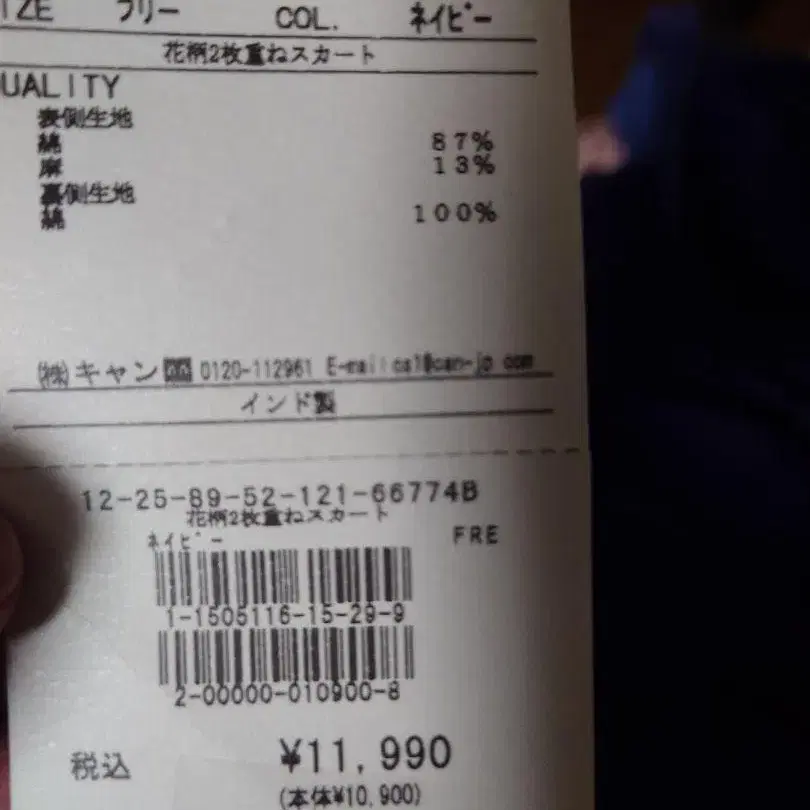 IZE フリー COL. ネイビー
花柄2枚重ねスカート
UALITY
表側生地
綿 87%
麻 13%
裏側生地
綿 100%
(株)キャン 0120-112961 E-mail
インド製
12-25-89-52-121-66774B
花柄2枚重ねスカート
ネイビー FRE
1-1505116-15-29-9
2-00000-010900-8
税込 ¥11,990
(本体¥10,900)